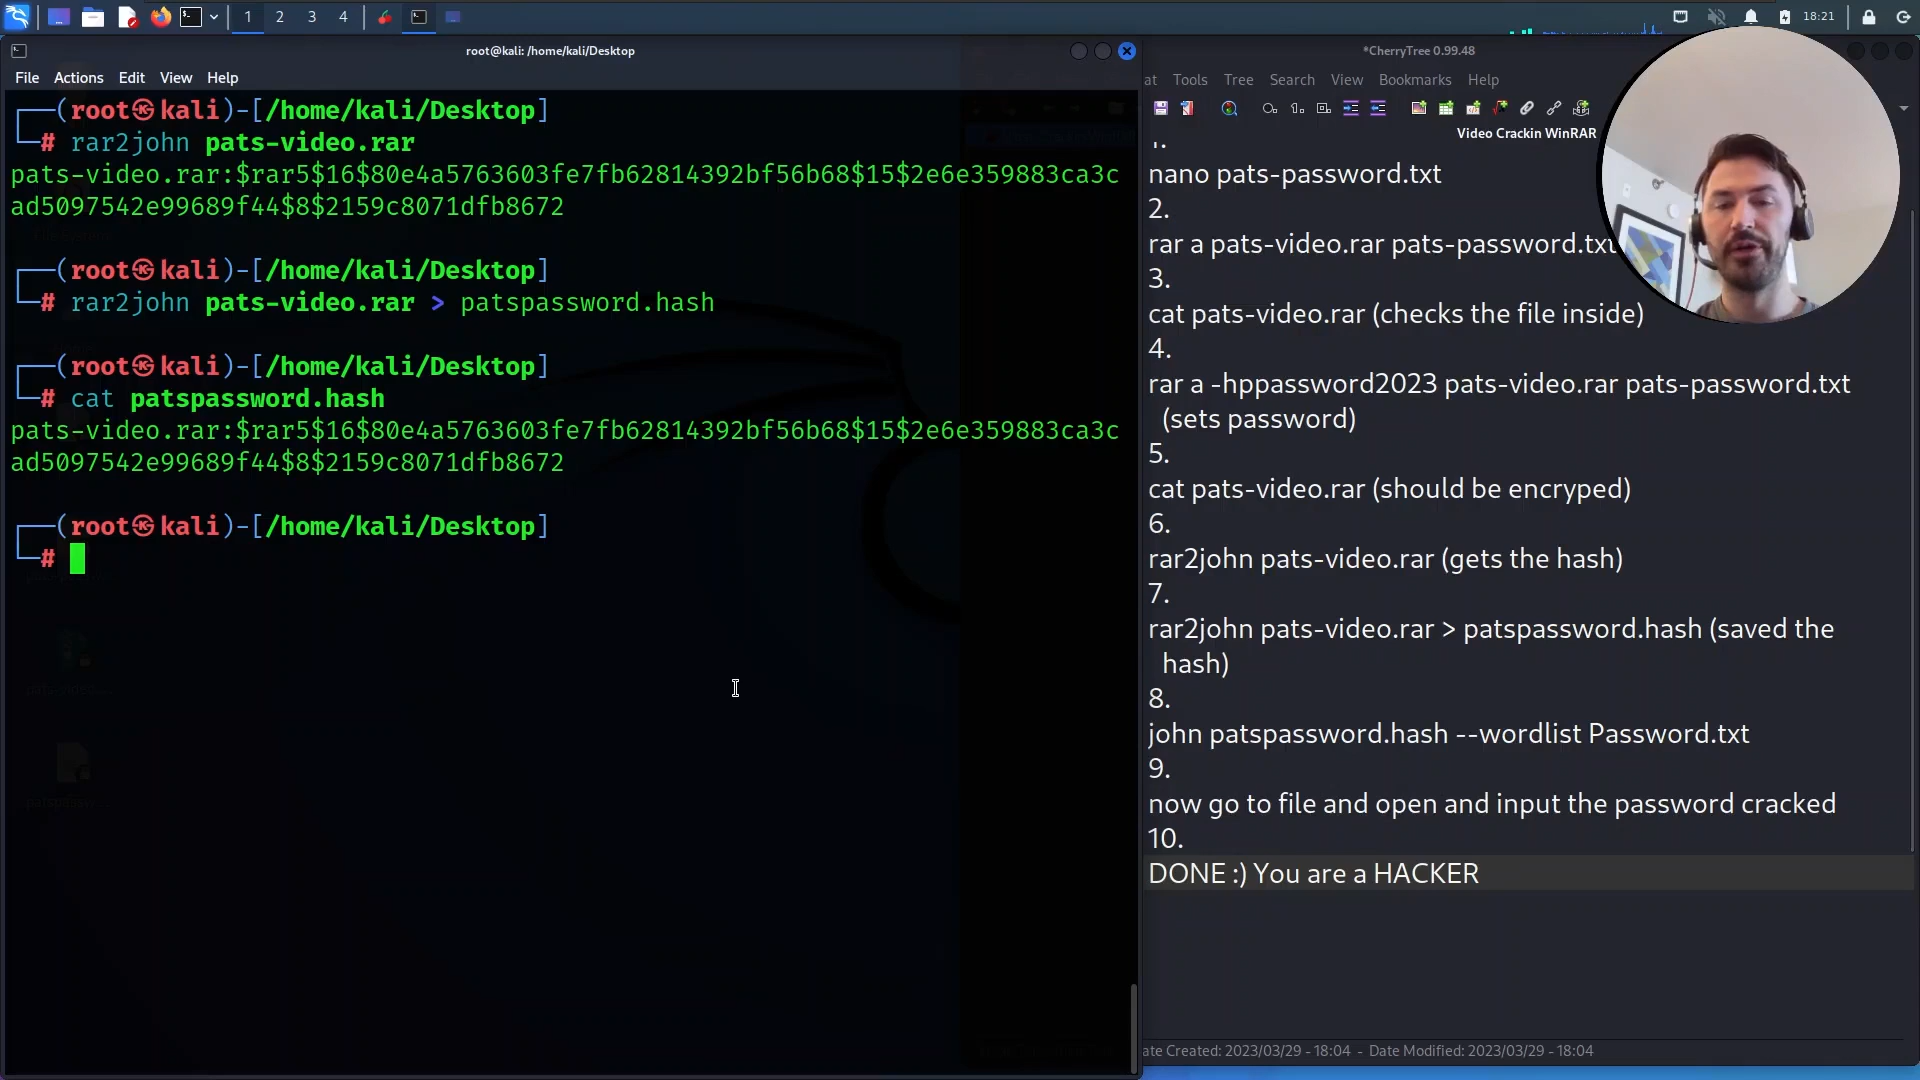 1 2 3 4
18:21
root@kali: /home/kali/Desktop
File Actions Edit View Help
┌──(root㉿kali)-[/home/kali/Desktop]
└─# rar2john pats-video.rar
pats-video.rar:$rar5$16$80e4a5763603fe7fb62814392bf56b68$15$2e6e359883ca3c
ad5097542e99689f44$8$2159c8071dfb8672
┌──(root㉿kali)-[/home/kali/Desktop]
└─# rar2john pats-video.rar > patspassword.hash
┌──(root㉿kali)-[/home/kali/Desktop]
└─# cat patspassword.hash
pats-video.rar:$rar5$16$80e4a5763603fe7fb62814392bf56b68$15$2e6e359883ca3c
ad5097542e99689f44$8$2159c8071dfb8672
┌──(root㉿kali)-[/home/kali/Desktop]
└─#
*CherryTree 0.99.48
at Tools Tree Search View Bookmarks Help
Video Crackin WinRAR
1.
nano pats-password.txt
2.
rar a pats-video.rar pats-password.txt
3.
cat pats-video.rar (checks the file inside)
4.
rar a -hppassword2023 pats-video.rar pats-password.txt
(sets password)
5.
cat pats-video.rar (should be encryped)
6.
rar2john pats-video.rar (gets the hash)
7.
rar2john pats-video.rar > patspassword.hash (saved the
hash)
8.
john patspassword.hash --wordlist Password.txt
9.
now go to file and open and input the password cracked
10.
DONE :) You are a HACKER
ate Created: 2023/03/29 - 18:04 - Date Modified: 2023/03/29 - 18:04